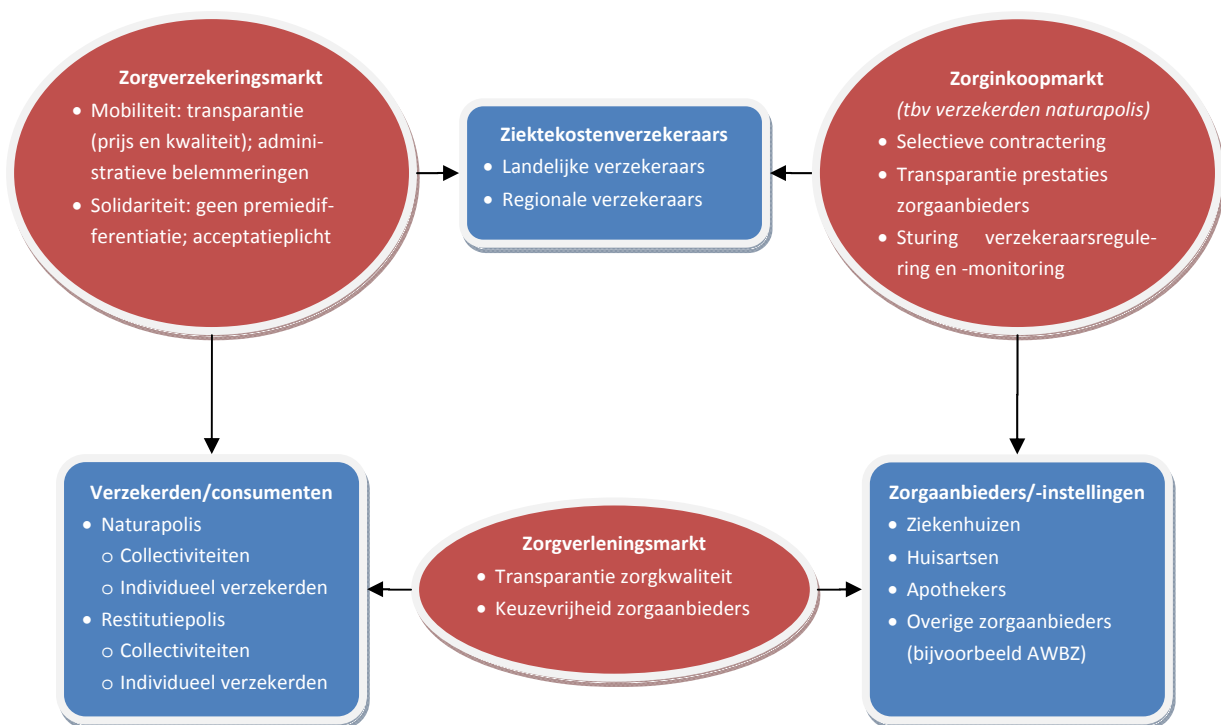 Zorgverzekeringsmarkt
• Mobiliteit: transparantie
(prijs en kwaliteit); admini-
stratieve belemmeringen
• Solidariteit: geen premiedif-
ferentiatie; acceptatieplicht
Ziektekostenverzekeraars
• Landelijke verzekeraars
• Regionale verzekeraars
Zorginkoopmarkt
(tbv verzekerden naturapolis)
• Selectieve contractering
• Transparantie prestaties
zorgaanbieders
• Sturing verzekeraarsregule-
ring en -monitoring
Verzekerden/consumenten
• Naturapolis
o Collectiviteiten
o Individueel verzekerden
• Restitutiepolis
o Collectiviteiten
o Individueel verzekerden
Zorgverleningsmarkt
• Transparantie zorgkwaliteit
• Keuzevrijheid zorgaanbieders
Zorgaanbieders/-instellingen
• Ziekenhuizen
• Huisartsen
• Apothekers
• Overige zorgaanbieders
(bijvoorbeeld AWBZ)